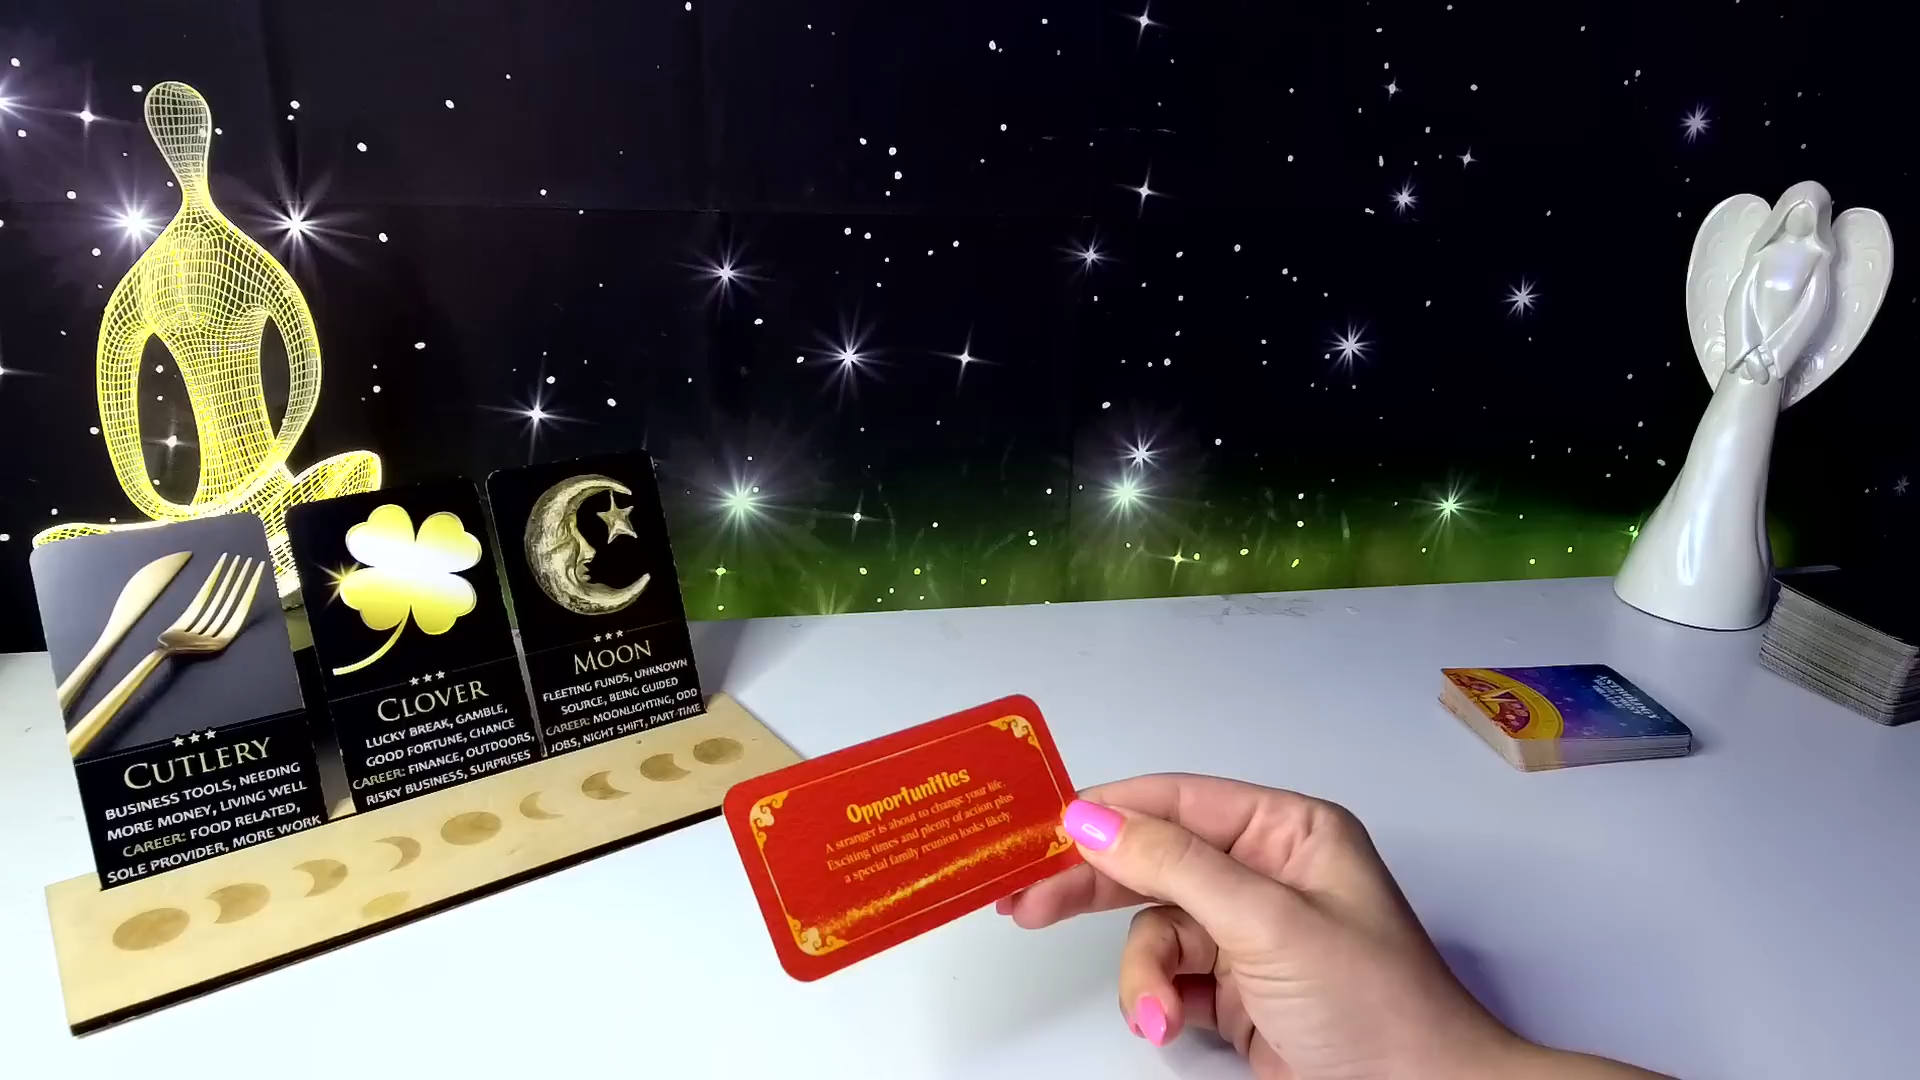 CUTLERY
BUSINESS TOOLS, NEEDING
MORE MONEY, LIVING WELL
CAREER: FOOD RELATED,
SOLE PROVIDER, MORE WORK
CLOVER
LUCKY BREAK, GAMBLE,
GOOD FORTUNE, CHANCE
CAREER: FINANCE, OUTDOORS,
RISKY BUSINESS, SURPRISES
MOON
FLEETING FUNDS, UNKNOWN
SOURCE, BEING GUIDED
CAREER: MOONLIGHTING, ODD
JOBS, NIGHT SHIFT, PART-TIME
Opportunities
A stranger is about to change your life.
Exciting times and plenty of action plus
a special family reunion looks likely.
ASTROLOGY